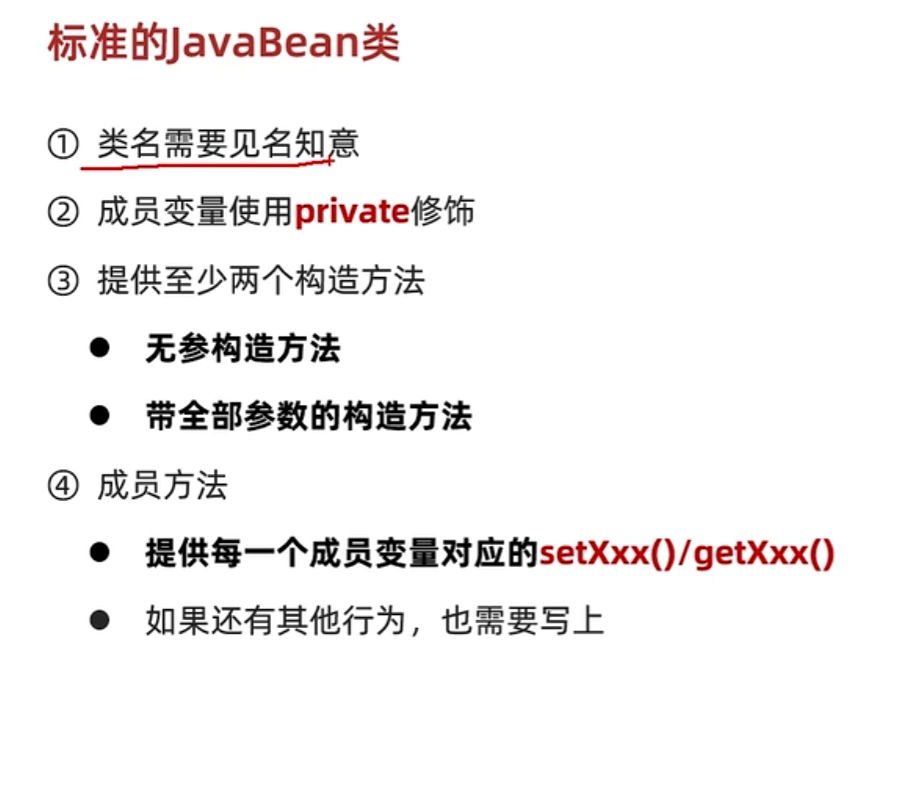 标准的JavaBean类
① 类名需要见名知意
② 成员变量使用private修饰
③ 提供至少两个构造方法
● 无参构造方法
● 带全部参数的构造方法
④ 成员方法
● 提供每一个成员变量对应的setXxx()/getXxx()
● 如果还有其他行为，也需要写上